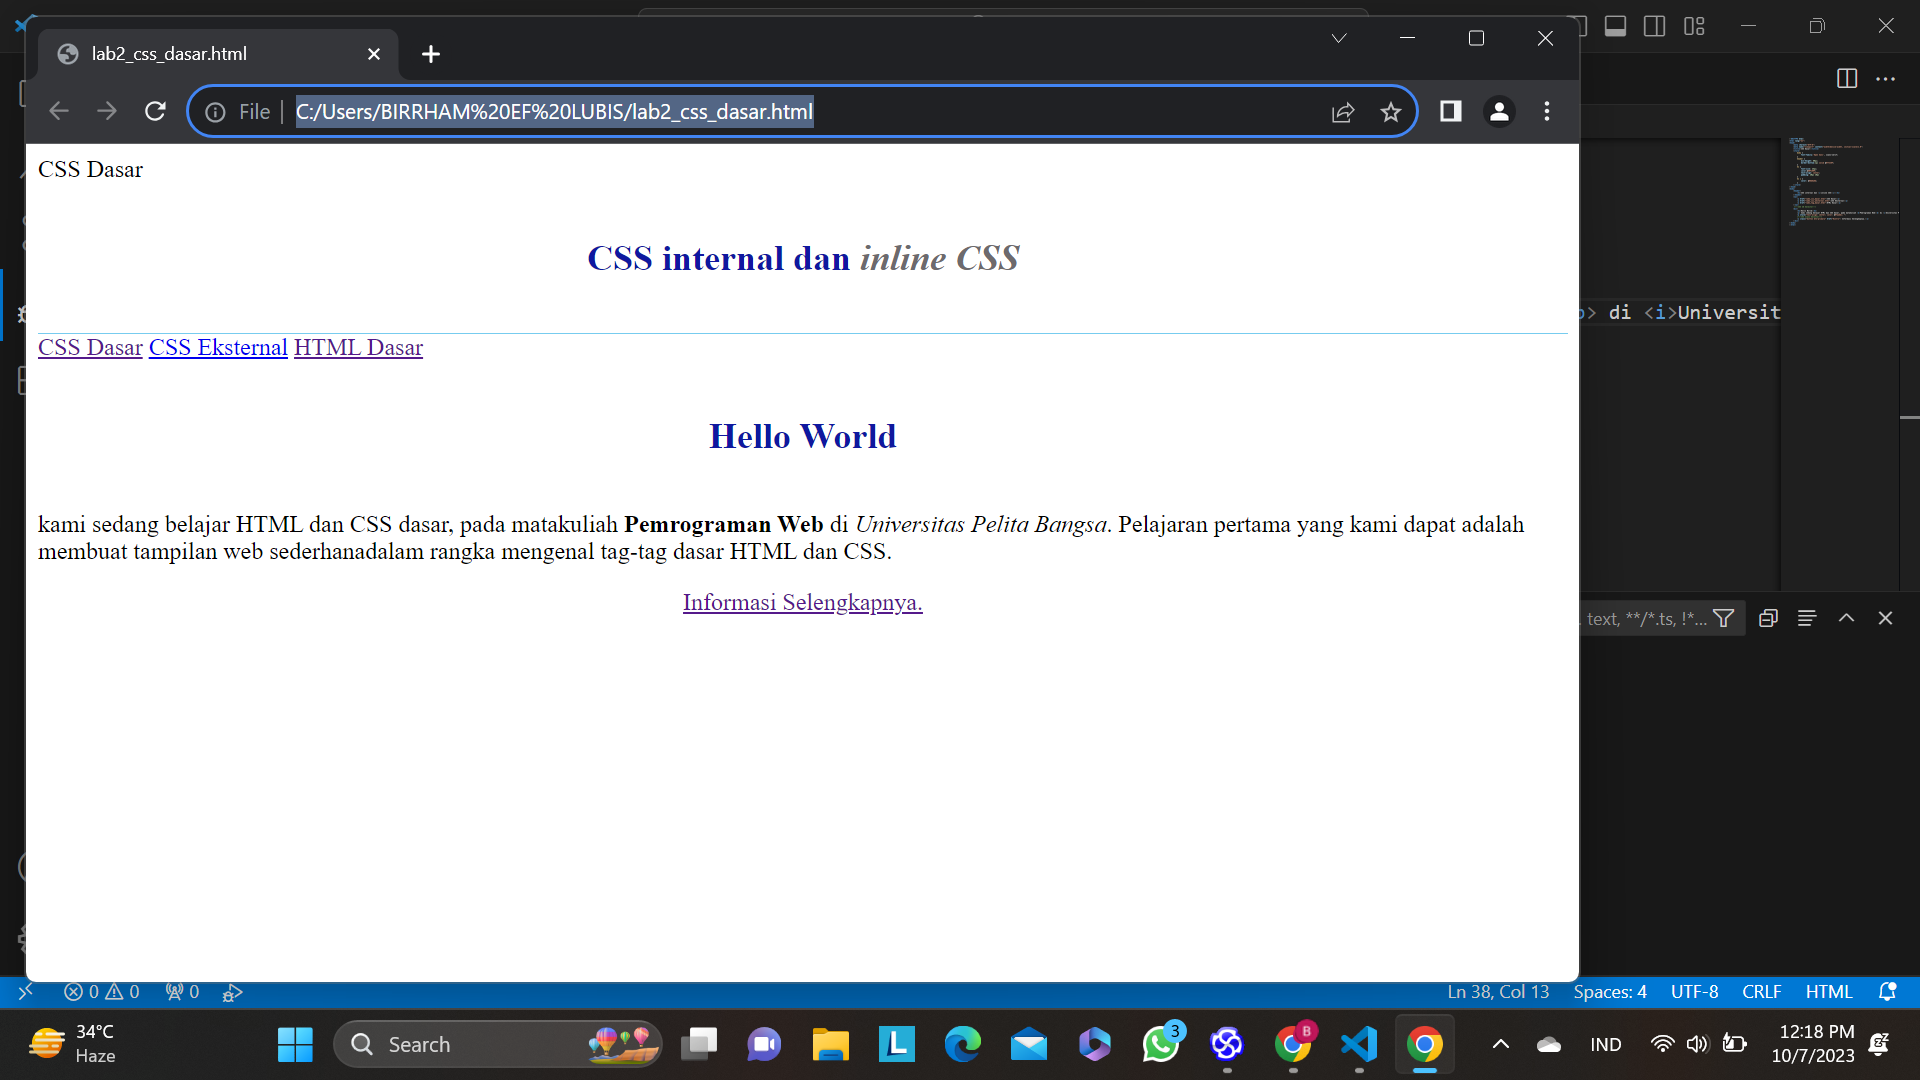 lab2_css_dasar.html
File
C:/Users/BIRRHAM%20EF%20LUBIS/lab2_css_dasar.html
CSS Dasar
CSS internal dan inline CSS
CSS Dasar CSS Eksternal HTML Dasar
Hello World
kami sedang belajar HTML dan CSS dasar, pada matakuliah Pemrograman Web di Universitas Pelita Bangsa. Pelajaran pertama yang kami dapat adalah
membuat tampilan web sederhanadalam rangka mengenal tag-tag dasar HTML dan CSS.
Informasi Selengkapnya.
> di <i>Universit
text, **/*.ts, !*...
0 0 0
Ln 38, Col 13 Spaces: 4 UTF-8 CRLF HTML
34°C
Haze
Search
L
3
B
IND
12:18 PM
10/7/2023